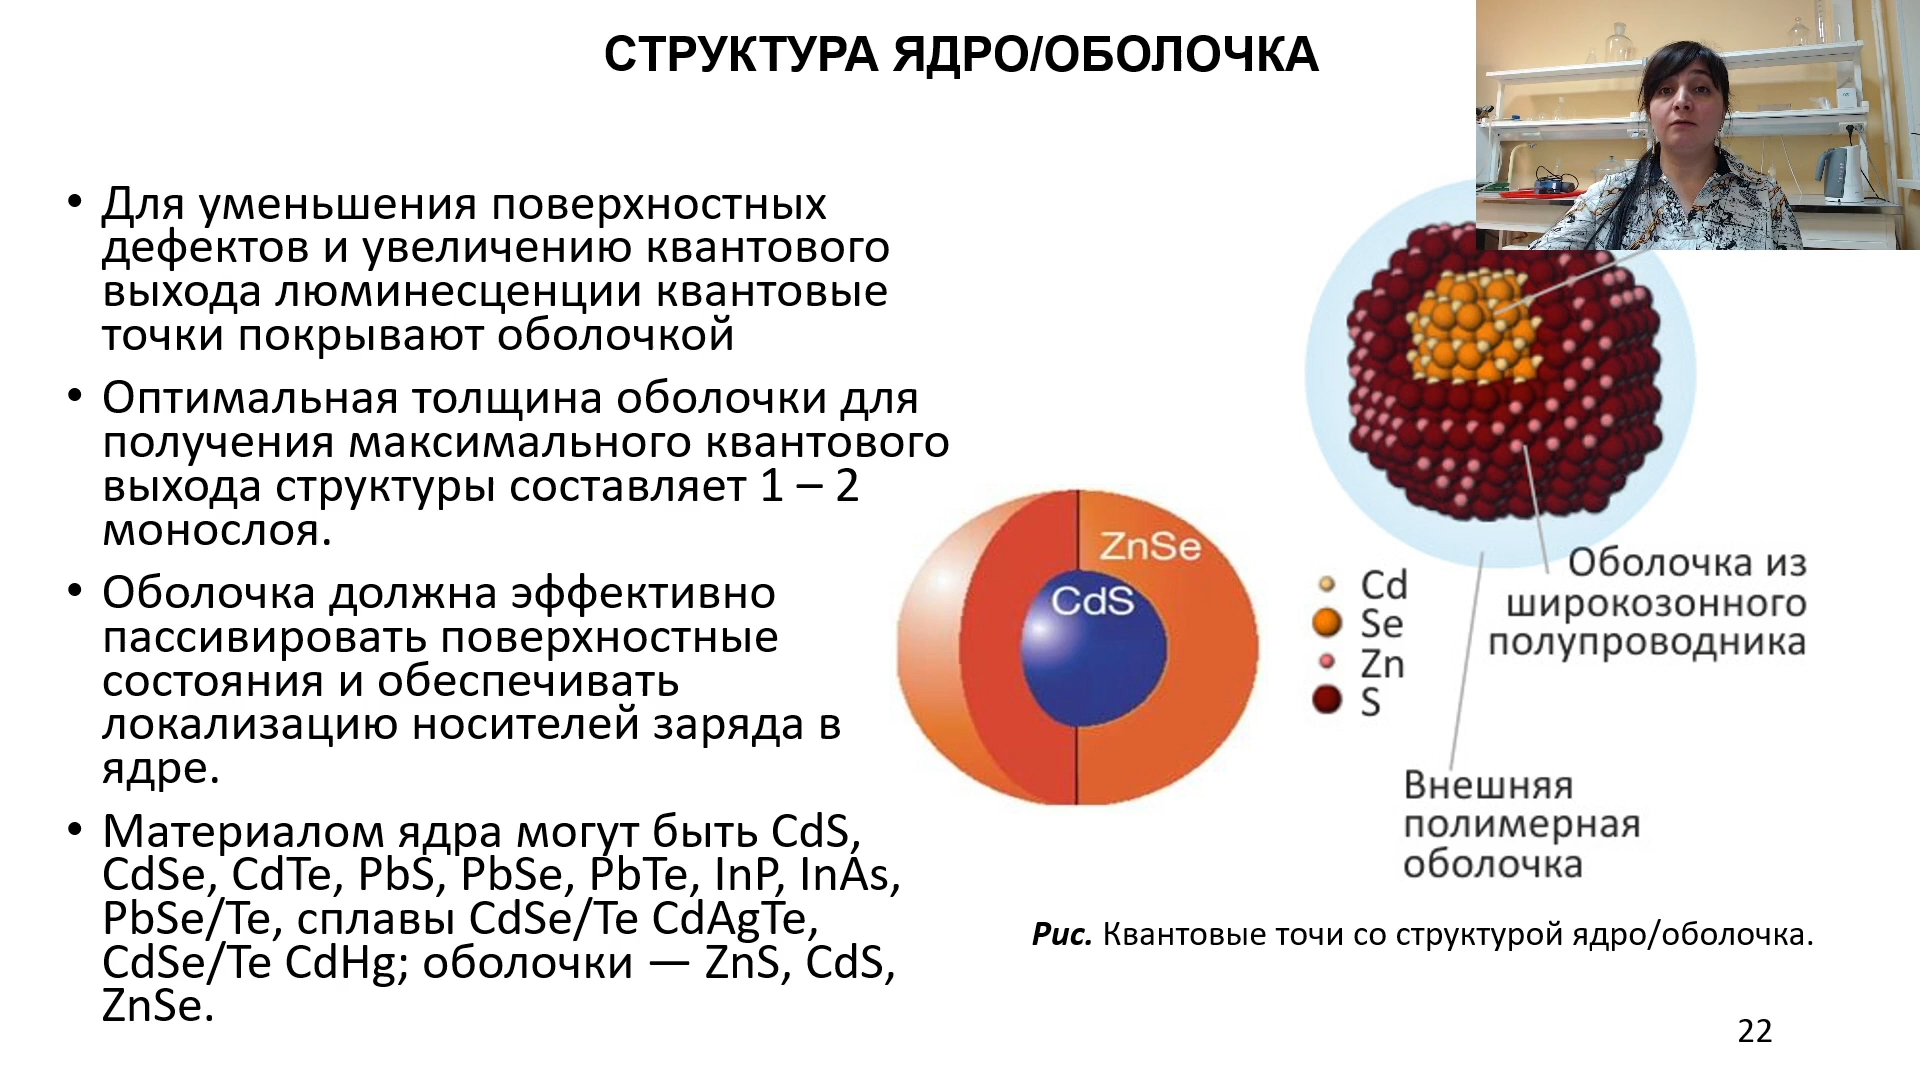 СТРУКТУРА ЯДРО/ОБОЛОЧКА
• Для уменьшения поверхностных
дефектов и увеличению квантового
выхода люминесценции квантовые
точки покрывают оболочкой
• Оптимальная толщина оболочки для
получения максимального квантового
выхода структуры составляет 1 – 2
монослоя.
• Оболочка должна эффективно
пассивировать поверхностные
состояния и обеспечивать
локализацию носителей заряда в
ядре.
• Материалом ядра могут быть CdS,
CdSe, CdTe, PbS, PbSe, PbTe, InP, InAs,
PbSe/Te, сплавы CdSe/Te CdAgTe,
CdSe/Te CdHg; оболочки — ZnS, CdS,
ZnSe.
ZnSe
CdS
Cd
Se
Zn
S
Оболочка из
широкозонного
полупроводника
Внешняя
полимерная
оболочка
Рис. Квантовые точи со структурой ядро/оболочка.
22